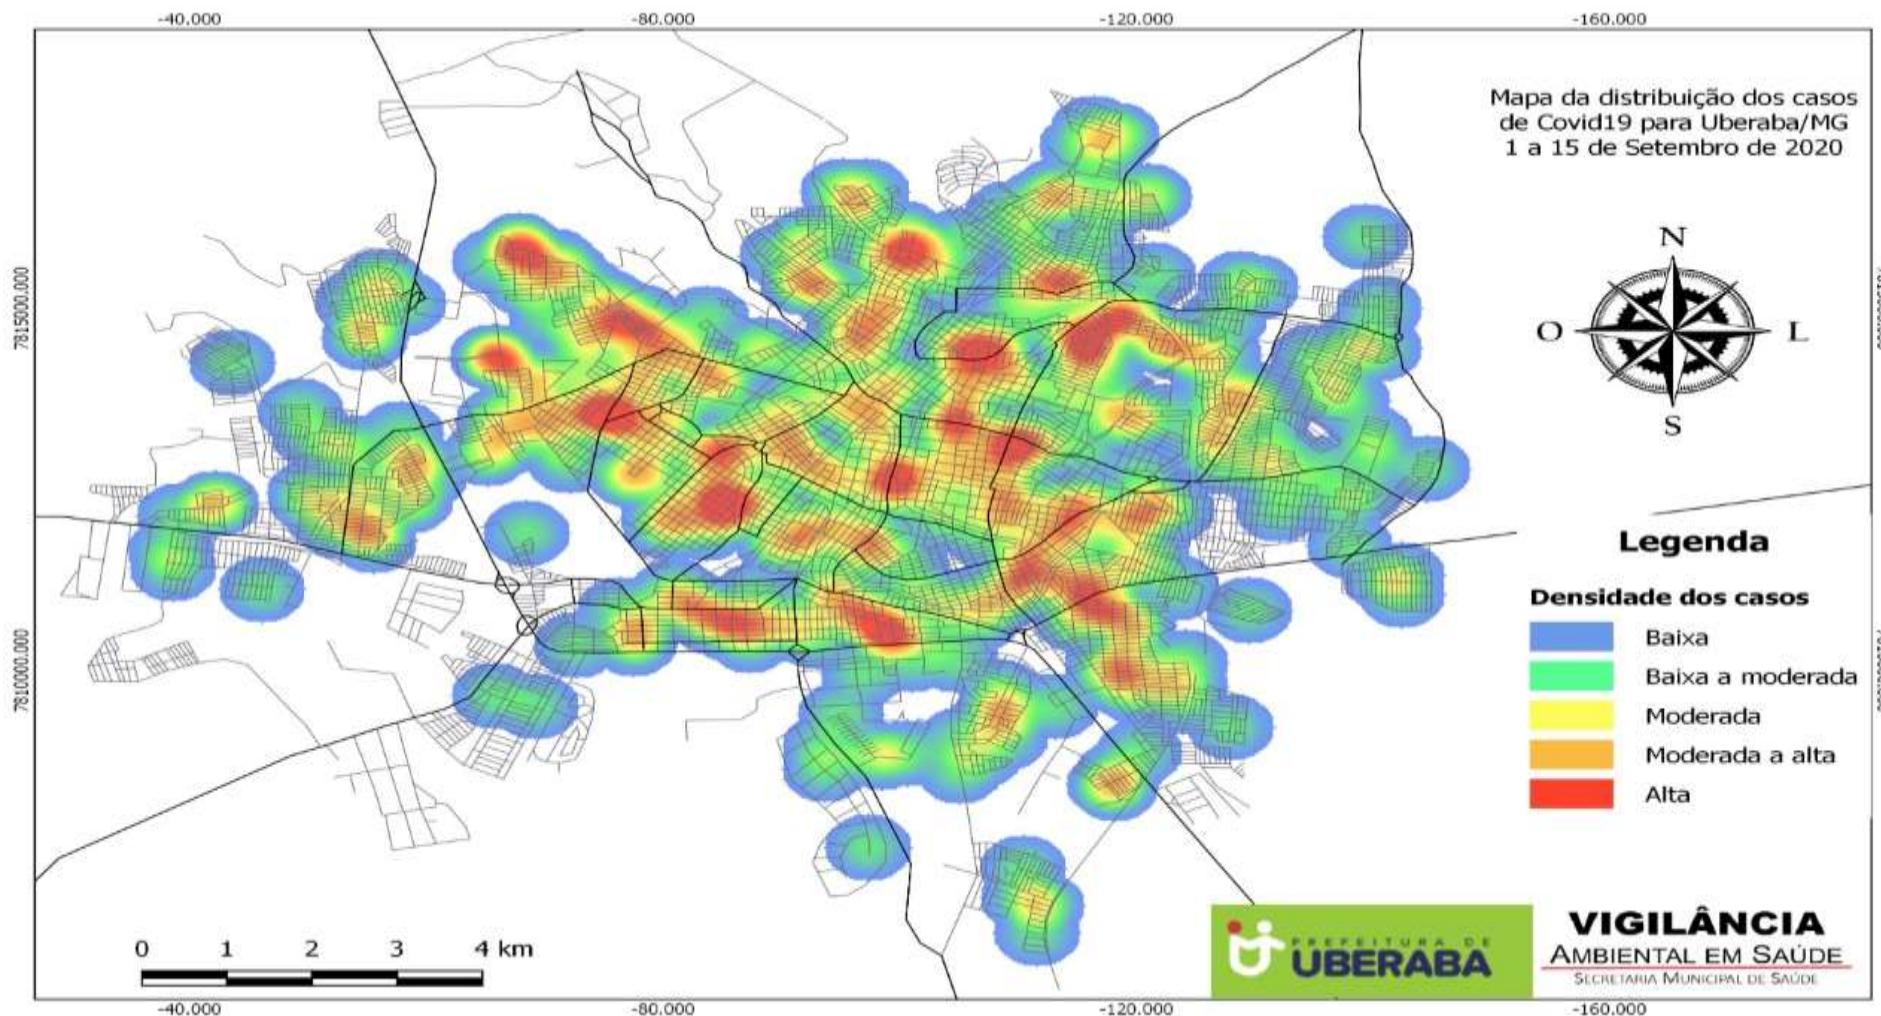 -40.000
-80.000
-120.000
-160.000
Mapa da distribuição dos casos
de Covid19 para Uberaba/MG
1 a 15 de Setembro de 2020
N
O
L
S
7815000.000
7810000.000
Legenda
Densidade dos casos
Baixa
Baixa a moderada
Moderada
Moderada a alta
Alta
0 1 2 3 4 km
PREFEITURA DE
UBERABA
VIGILÂNCIA
AMBIENTAL EM SAÚDE
SECRETARIA MUNICIPAL DE SAÚDE
-40.000
-80.000
-120.000
-160.000